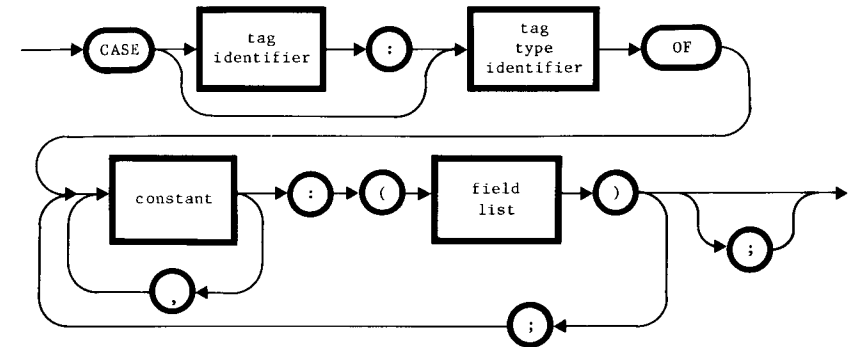 CASE
tag
identifier
:
tag
type
identifier
OF
constant
:
(
field
list
)
;
,
;